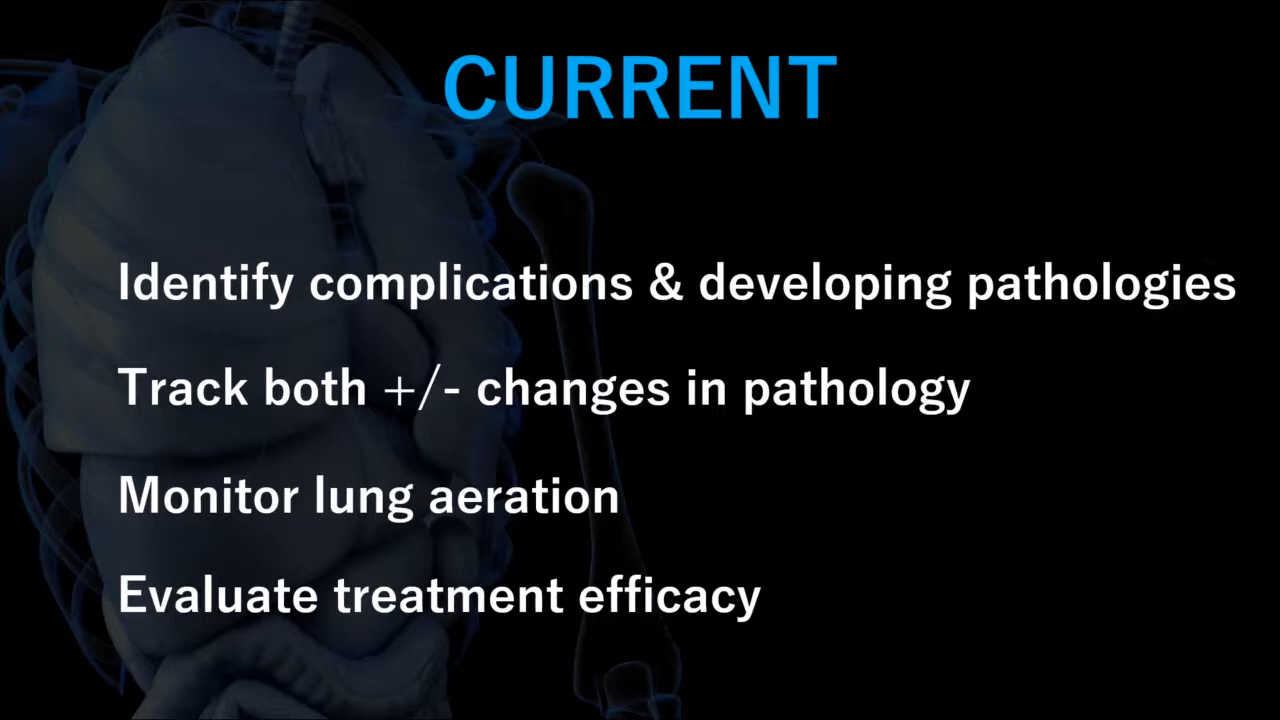 CURRENT
Identify complications & developing pathologies
Track both +/- changes in pathology
Monitor lung aeration
Evaluate treatment efficacy